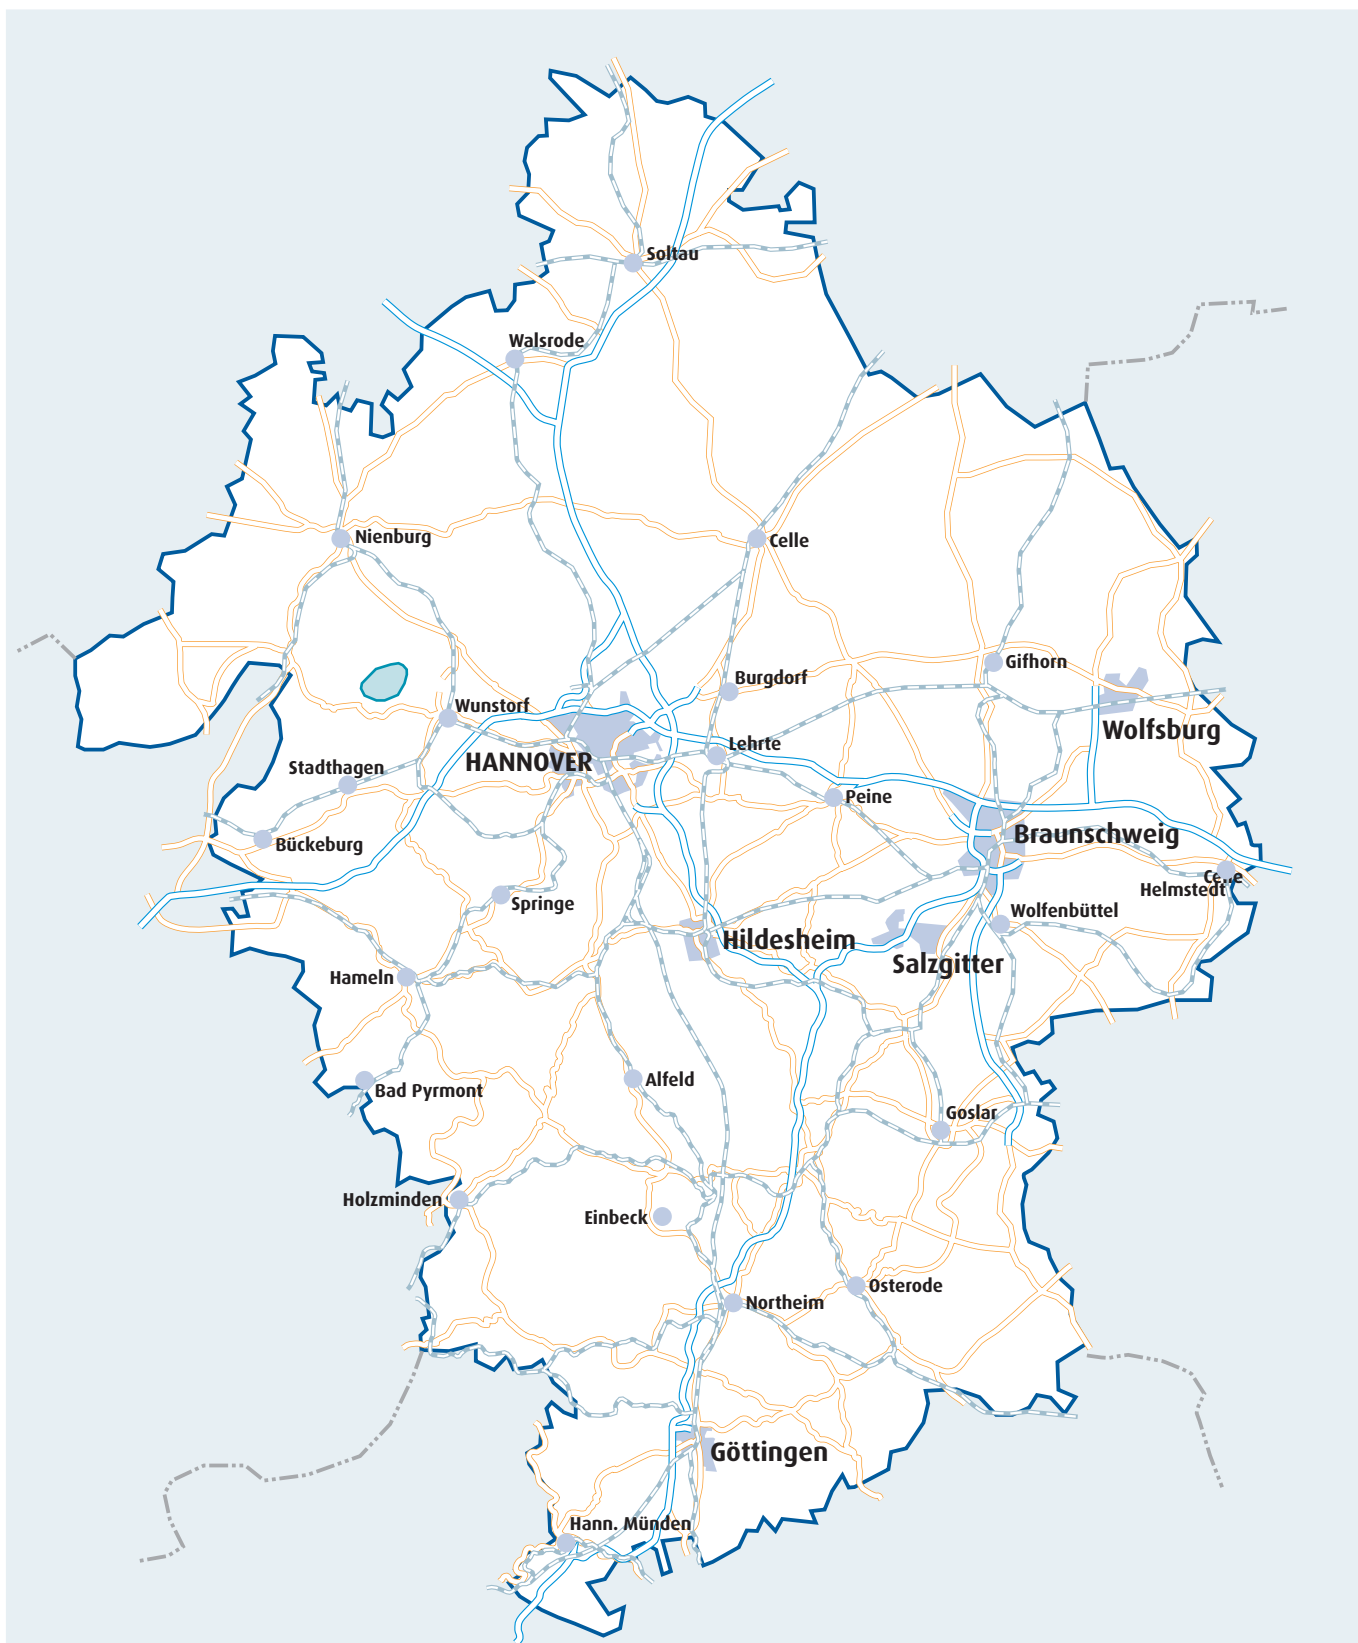 Soltau
Walsrode
Nienburg
Celle
Gifhorn
Burgdorf
Wunstorf
Wolfsburg
Lehrte
HANNOVER
Stadthagen
Peine
Braunschweig
Bückeburg
Celle
Helmstedt
Springe
Wolfenbüttel
Hildesheim
Salzgitter
Hameln
Alfeld
Bad Pyrmont
Goslar
Holzminden
Einbeck
Osterode
Northeim
Göttingen
Hann. Münden